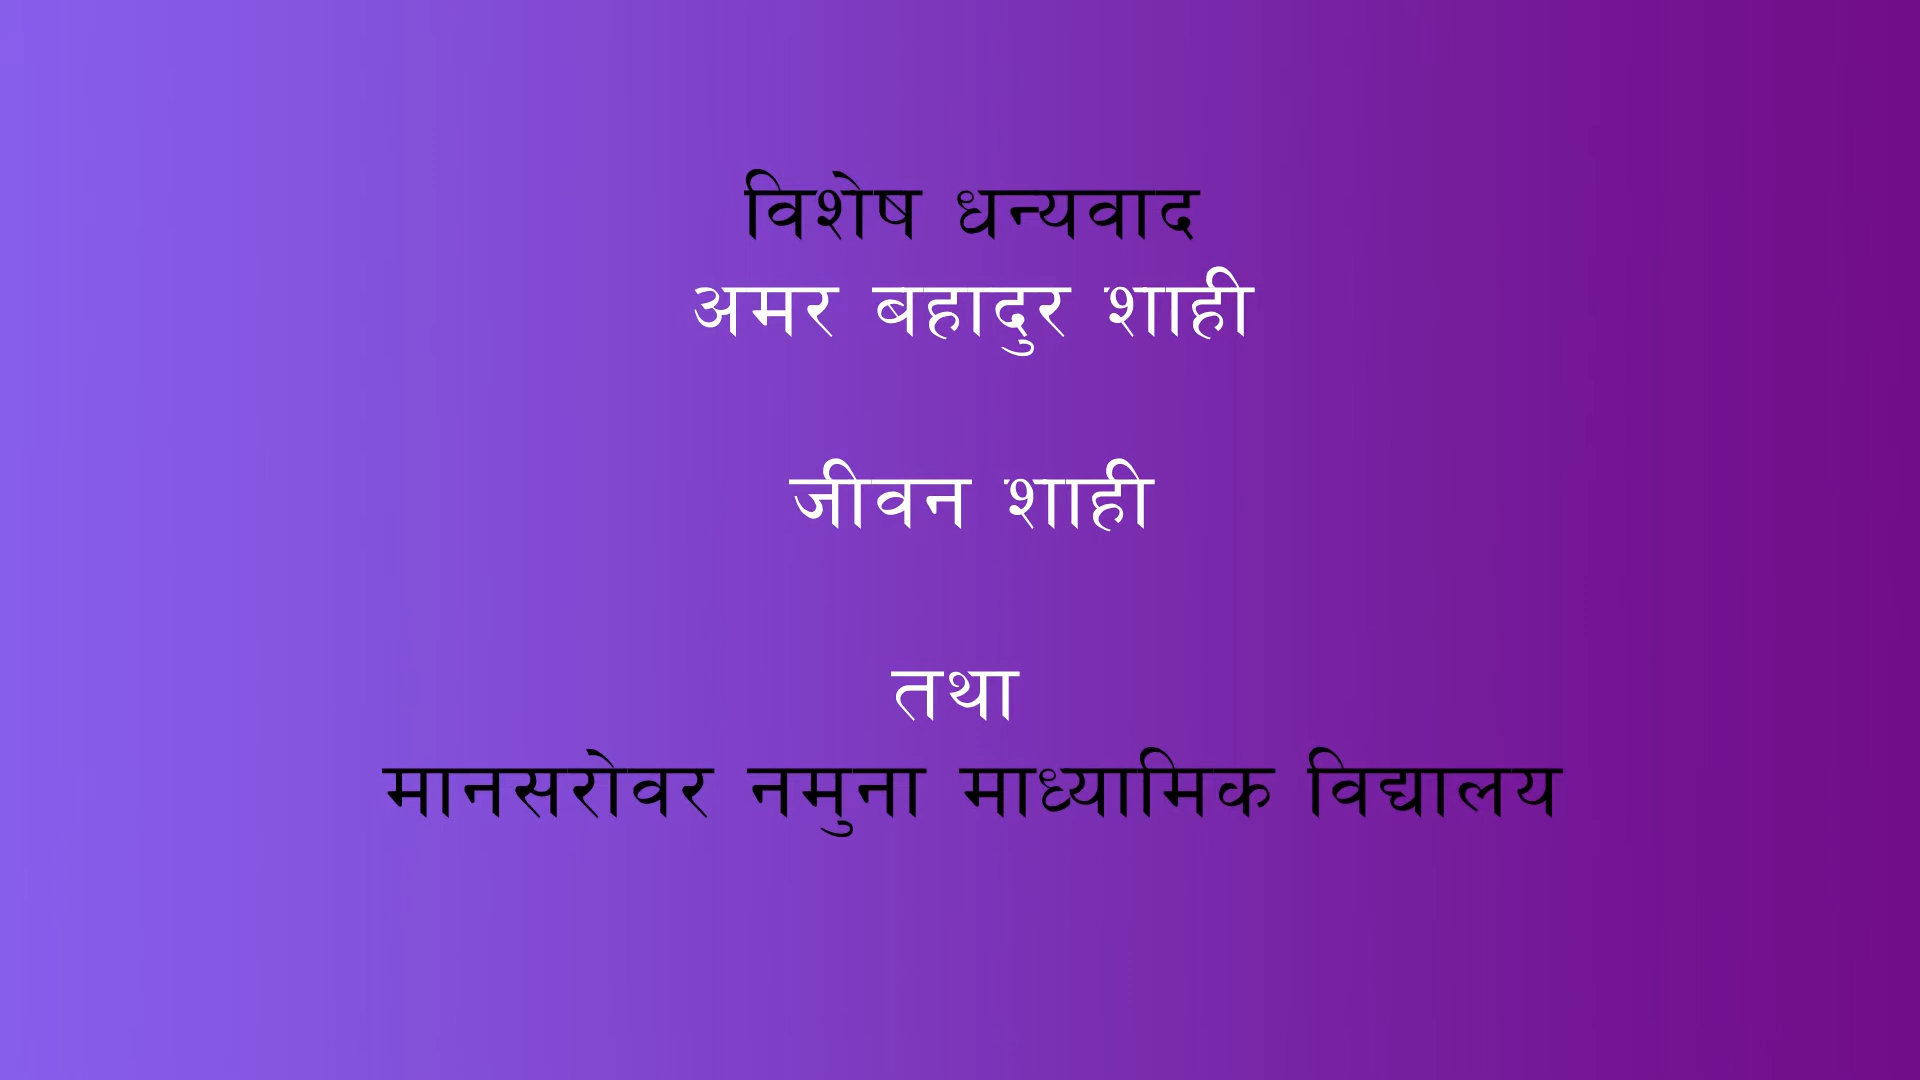 विशेष धन्यवाद
अमर बहादुर शाही
जीवन शाही
तथा
मानसरोवर नमुना माध्यामिक विद्यालय